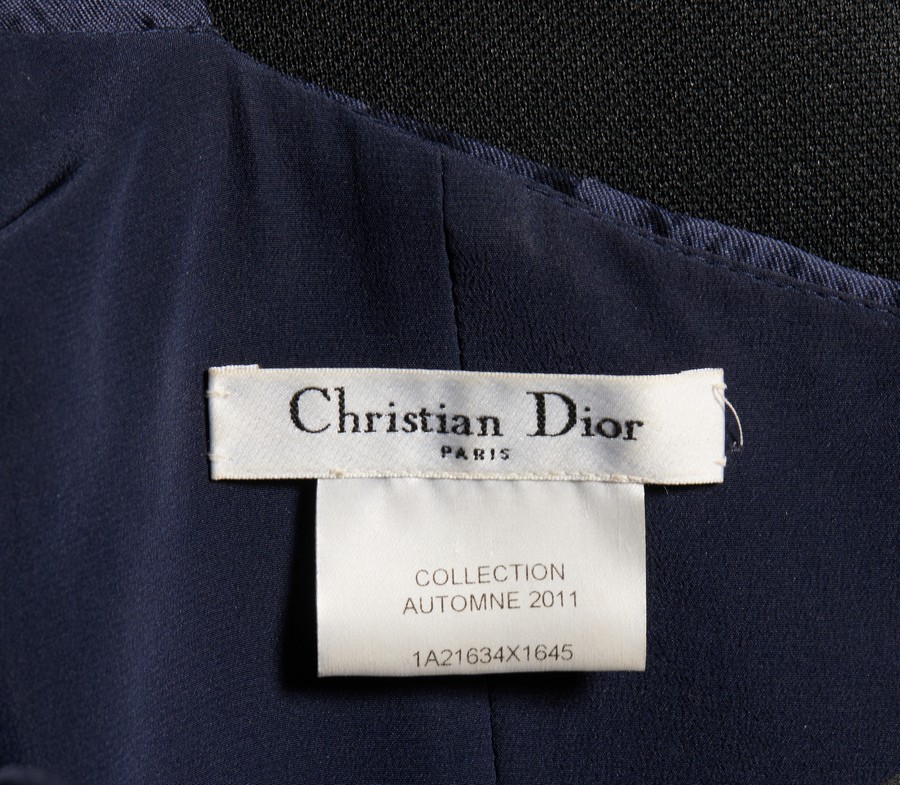 Christian Dior
PARIS
COLLECTION
AUTOMNE 2011
1A21634X1645